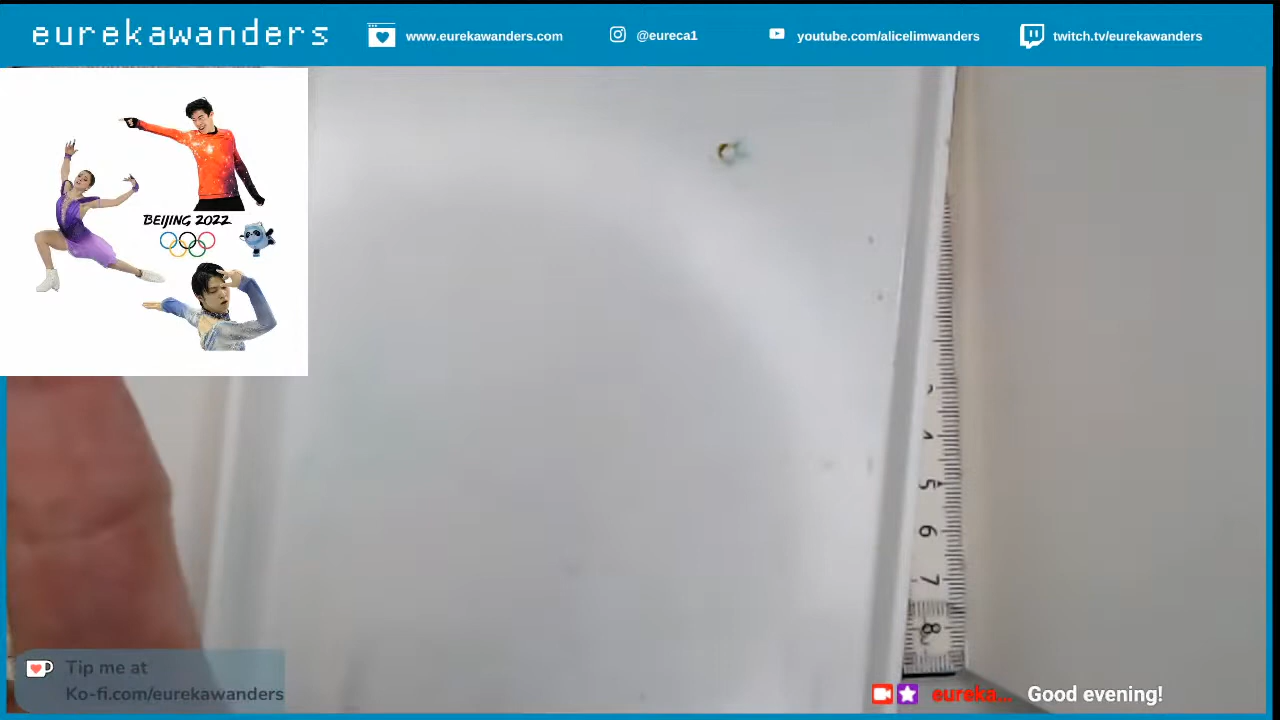 eurekawanders
www.eurekawanders.com
@eureca1
youtube.com/alicelimwanders
twitch.tv/eurekawanders
BEIJING 2022
4
5
6
7
8
Tip me at
Ko-fi.com/eurekawanders
eureka... Good evening!